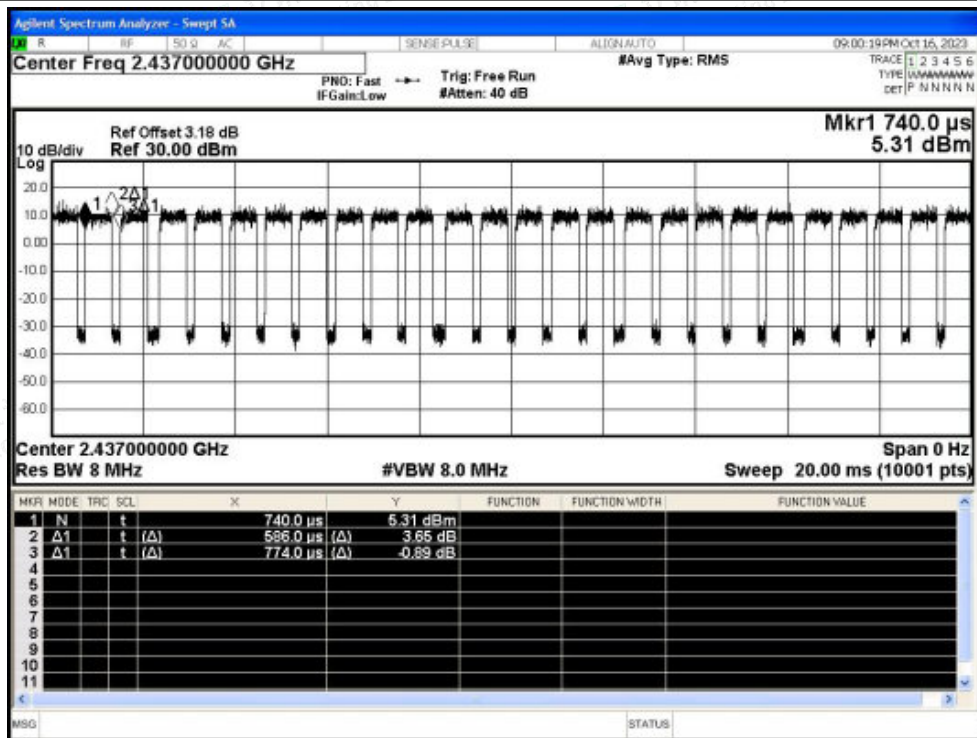 Agilent Spectrum Analyzer - Swept SA
R RF 50 Ω AC SENSE:PULSE ALIGNAUTO 09:00:19PM Oct 16, 2023
Center Freq 2.437000000 GHz
PNO: Fast
IFGain:Low
Trig: Free Run
#Atten: 40 dB
#Avg Type: RMS
TRACE 1 2 3 4 5 6
TYPE
DET P N N N N N
Mkr1 740.0 µs
5.31 dBm
Ref Offset 3.18 dB
10 dB/div Ref 30.00 dBm
Log
20.0
10.0
0.00
-10.0
-20.0
-30.0
-40.0
-50.0
-60.0
1
2Δ1
3Δ1
Center 2.437000000 GHz Span 0 Hz
Res BW 8 MHz #VBW 8.0 MHz Sweep 20.00 ms (10001 pts)
MKR MODE TRC SCL X Y FUNCTION FUNCTION WIDTH FUNCTION VALUE
1 N t 740.0 µs 5.31 dBm
2 Δ1 t (Δ) 586.0 µs (Δ) 3.65 dB
3 Δ1 t (Δ) 774.0 µs (Δ) -0.89 dB
4
5
6
7
8
9
10
11
MSG STATUS